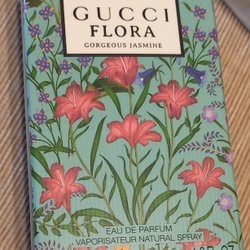 GUCCI
FLORA
GORGEOUS JASMINE
EAU DE PARFUM
VAPORISATEUR NATURAL SPRAY